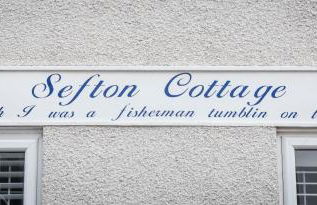 Sefton Cottage
I was a fisherman tumblin on